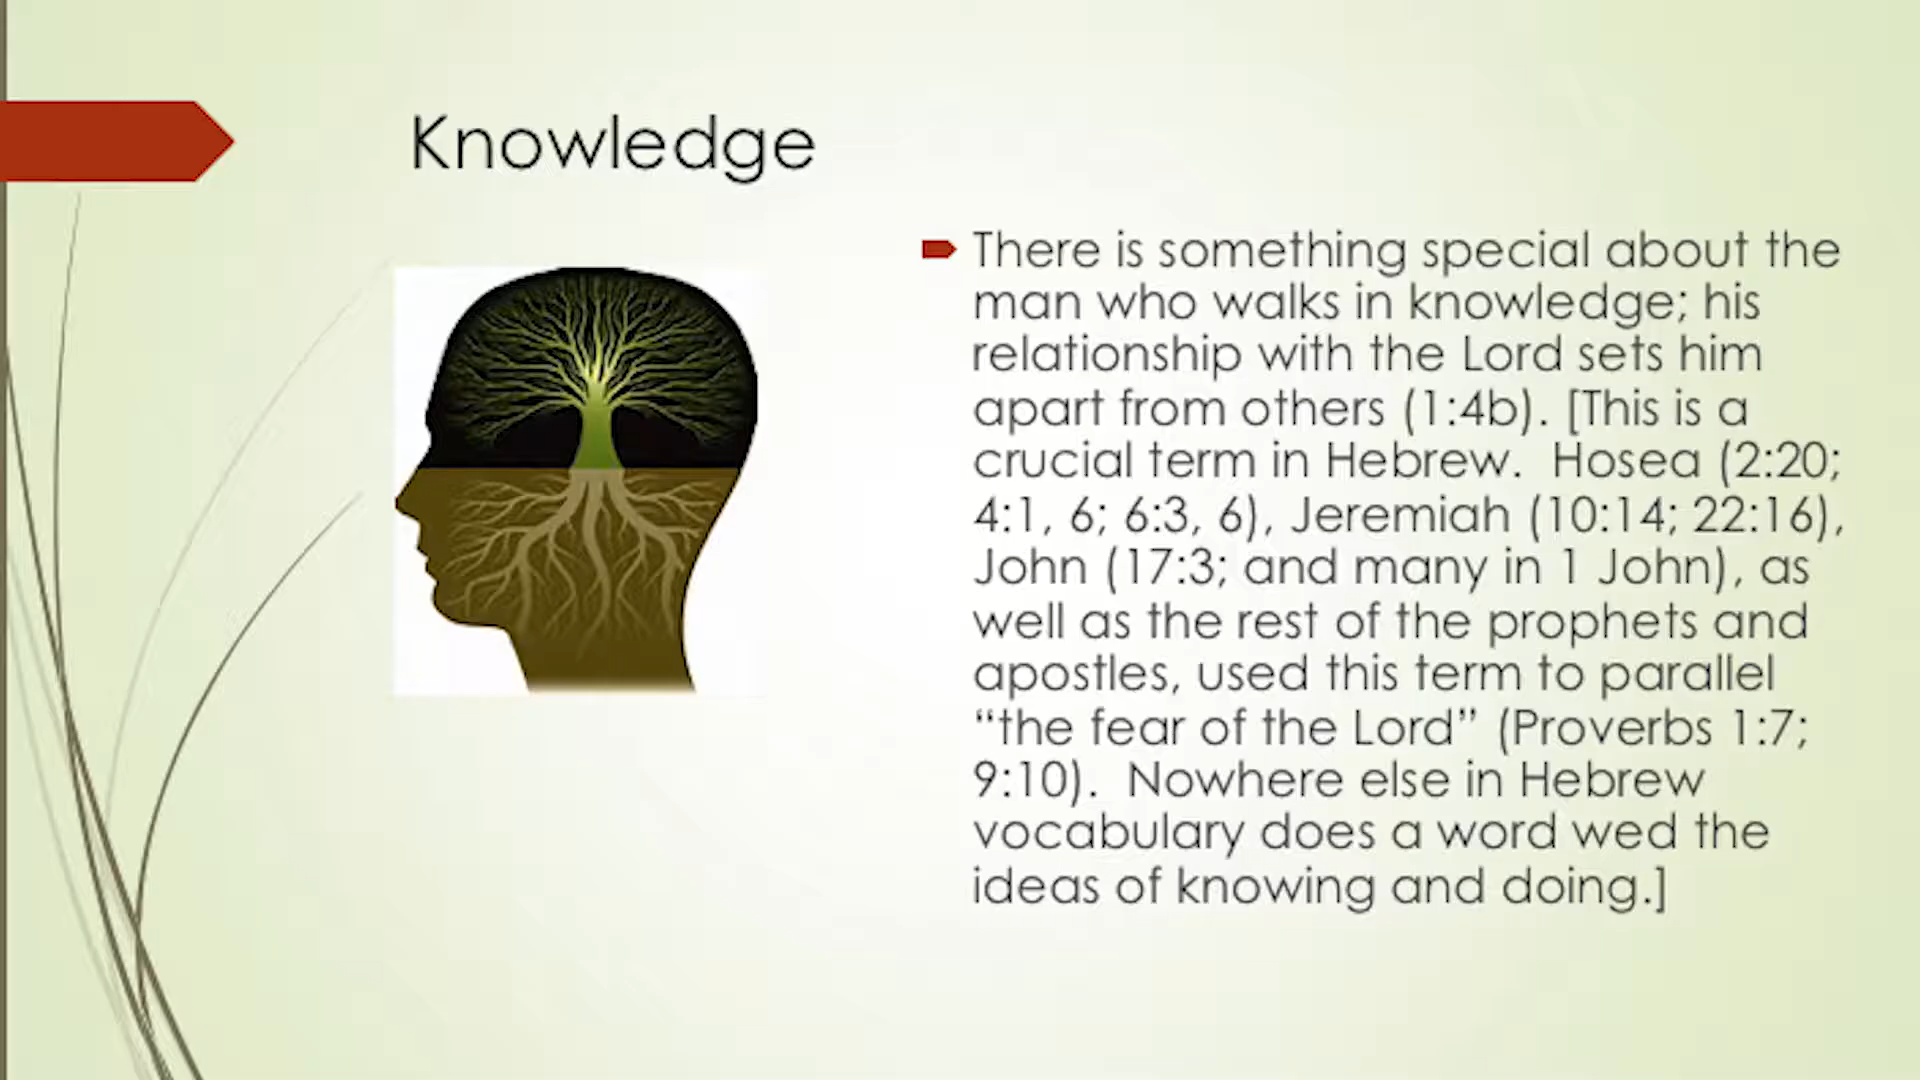 Knowledge
There is something special about the
man who walks in knowledge; his
relationship with the Lord sets him
apart from others (1:4b). [This is a
crucial term in Hebrew.  Hosea (2:20;
4:1, 6; 6:3, 6), Jeremiah (10:14; 22:16),
John (17:3; and many in 1 John), as
well as the rest of the prophets and
apostles, used this term to parallel
“the fear of the Lord” (Proverbs 1:7;
9:10).  Nowhere else in Hebrew
vocabulary does a word wed the
ideas of knowing and doing.]